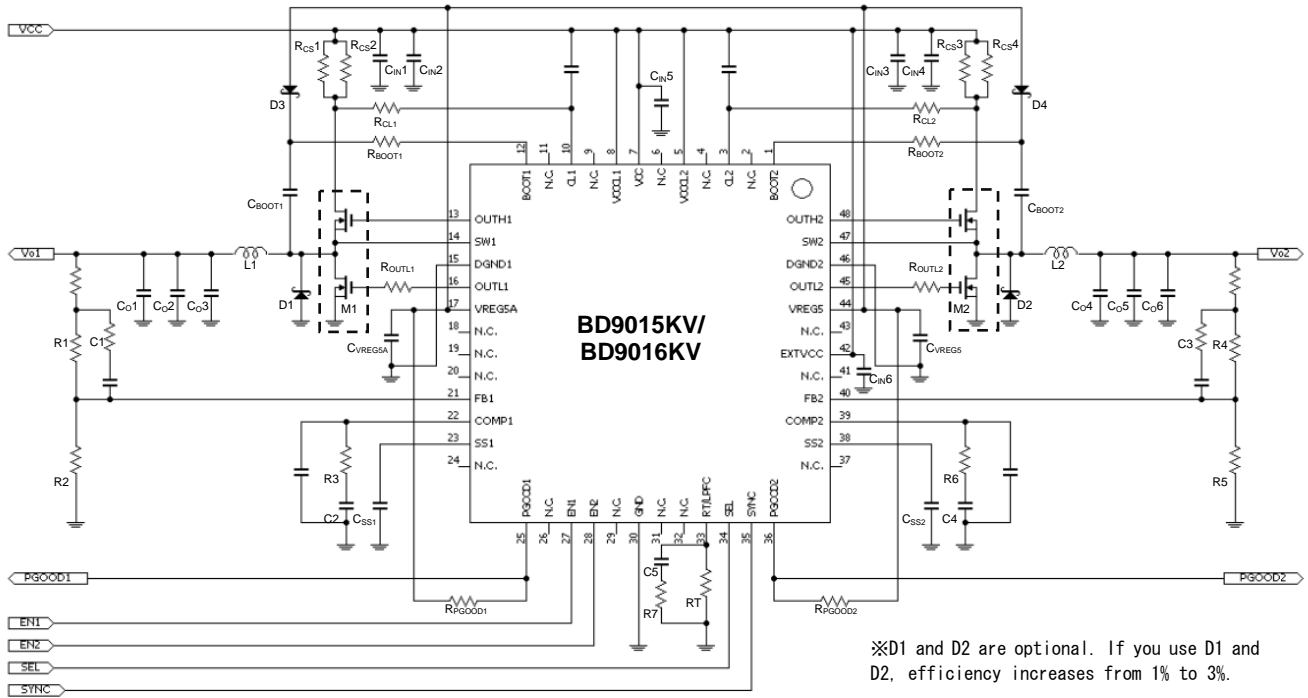 VCC
RCS1
RCS2
CIN1
CIN2
CIN5
CIN3
CIN4
RCS3
RCS4
D3
D4
RCL1
RCL2
RBOOT1
RBOOT2
12
11
10
9
8
7
6
5
4
3
2
1
BOOT1
N.C.
CL1
N.C.
VCCCL1
VCC
N.C
VCCCL2
N.C.
CL2
N.C.
BOOT2
CBOOT1
CBOOT2
13 OUTH1
OUTH2 48
14 SW1
SW2 47
15 DGND1
DGND2 46
16 OUTL1
OUTL2 45
17 VREG5A
VREG5 44
18 N.C.
N.C. 43
19 N.C.
EXTVCC 42
20 N.C.
N.C. 41
21 FB1
FB2 40
22 COMP1
COMP2 39
23 SS1
SS2 38
24 N.C.
N.C. 37
BD9015KV/
BD9016KV
Vo1
Vo2
L1
L2
CO1
CO2
CO3
D1
M1
ROUTL1
ROUTL2
M2
D2
CO4
CO5
CO6
CVREG5A
CVREG5
CIN6
R1
C1
C3
R4
R2
R3
C2
CSS1
CSS2
R6
C4
R5
PGOOD1
N.C.
EN1
EN2
N.C.
GND
N.C.
N.C.
RT/LPFC
SEL
SYNC
PGOOD2
25
26
27
28
29
30
31
32
33
34
35
36
C5
R7
RT
PGOOD1
PGOOD2
RPGOOD1
RPGOOD2
EN1
EN2
SEL
SYNC
※D1 and D2 are optional. If you use D1 and
D2, efficiency increases from 1% to 3%.